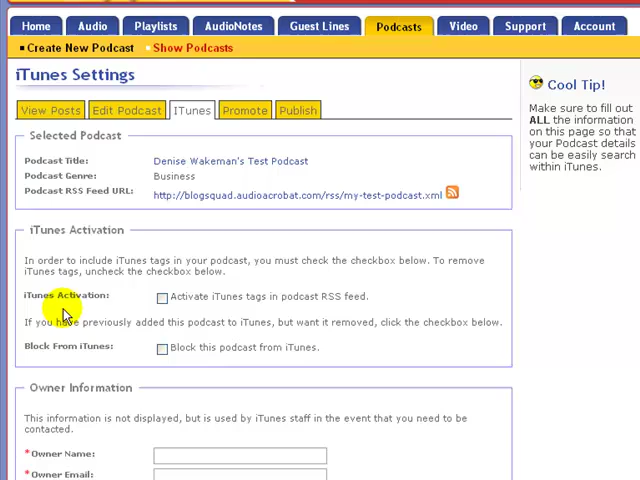 Home Audio Playlists AudioNotes Guest Lines Podcasts Video Support Account
Create New Podcast Show Podcasts
iTunes Settings
View Posts Edit Podcast iTunes Promote Publish
Selected Podcast
Podcast Title: Denise Wakeman's Test Podcast
Podcast Genre: Business
Podcast RSS Feed URL: http://blogsquad.audioacrobat.com/rss/my-test-podcast.xml
iTunes Activation
In order to include iTunes tags in your podcast, you must check the checkbox below. To remove
iTunes tags, uncheck the checkbox below.
iTunes Activation: Activate iTunes tags in podcast RSS feed.
If you have previously added this podcast to iTunes, but want it removed, click the checkbox below.
Block From iTunes: Block this podcast from iTunes.
Owner Information
This information is not displayed, but is used by iTunes staff in the event that you need to be
contacted.
*Owner Name:
*Owner Email:
Cool Tip!
Make sure to fill out
ALL the information
on this page so that
your Podcast details
can be easily search
within iTunes.